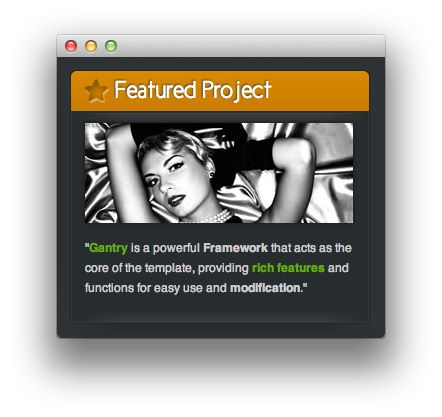 Featured Project
"Gantry is a powerful Framework that acts as the
core of the template, providing rich features and
functions for easy use and modification."